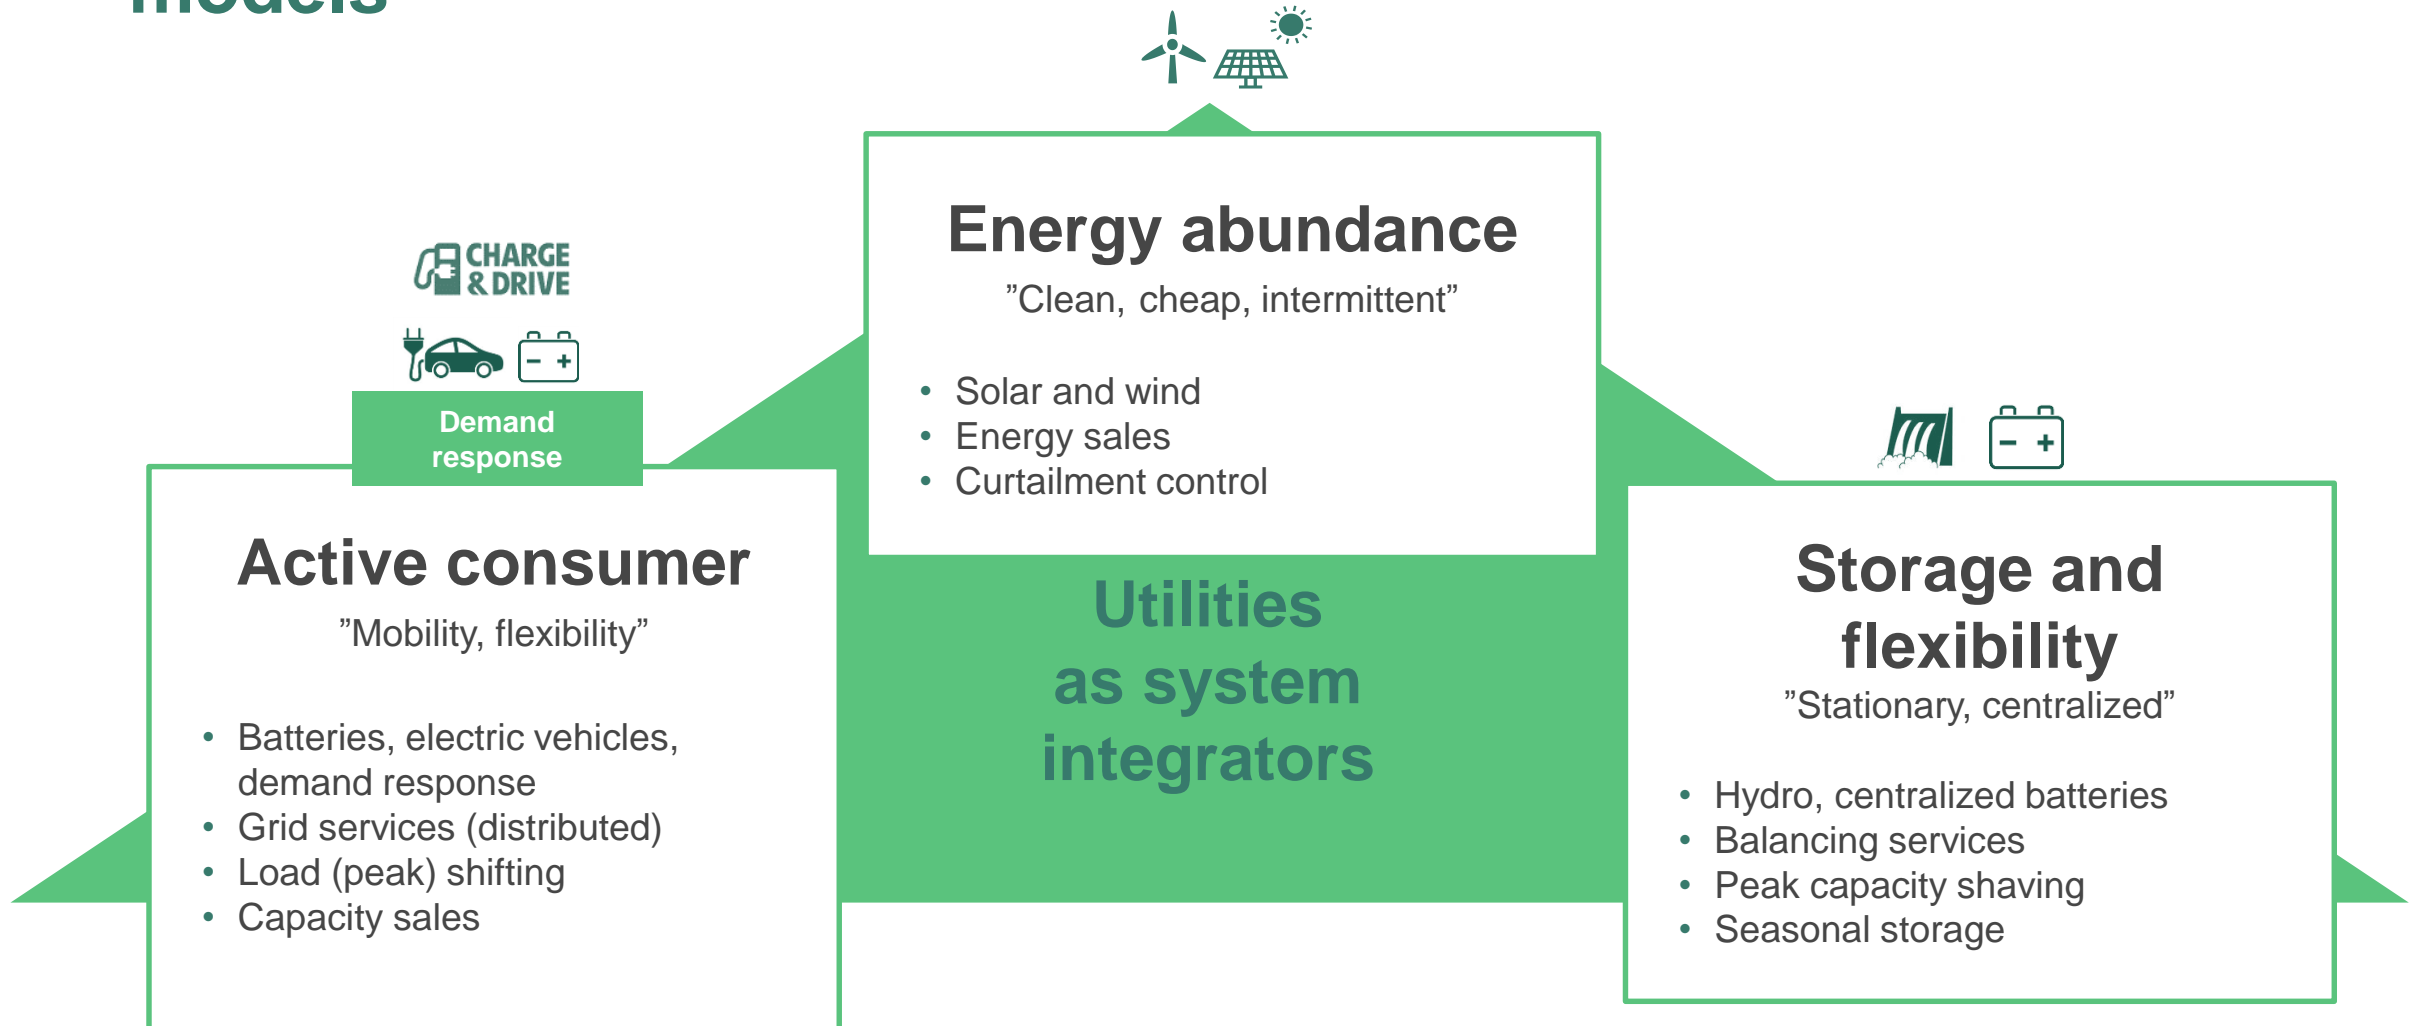 models
Energy abundance
”Clean, cheap, intermittent”
• Solar and wind
• Energy sales
• Curtailment control
CHARGE
& DRIVE
Demand
response
Active consumer
”Mobility, flexibility”
• Batteries, electric vehicles,
demand response
• Grid services (distributed)
• Load (peak) shifting
• Capacity sales
Utilities
as system
integrators
Storage and
flexibility
”Stationary, centralized”
• Hydro, centralized batteries
• Balancing services
• Peak capacity shaving
• Seasonal storage